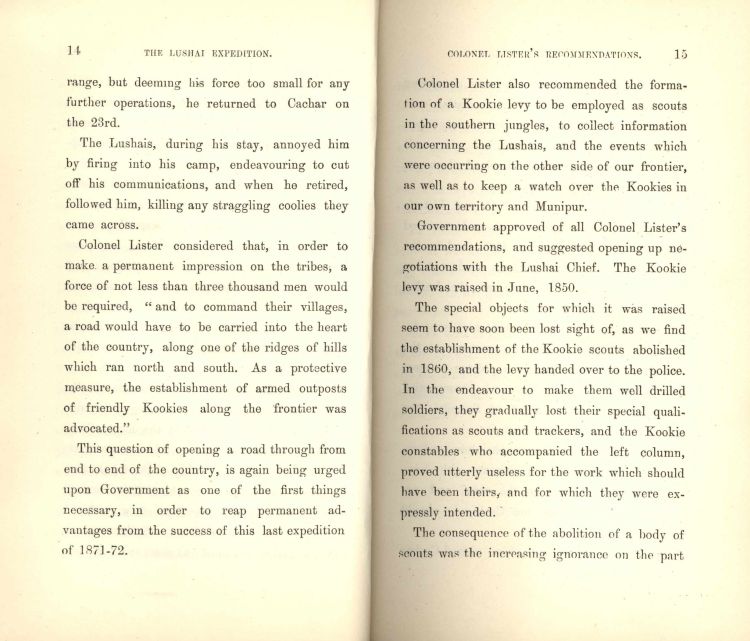 14 THE LUSHAI EXPEDITION.
range, but deeming his force too small for any
further operations, he returned to Cachar on
the 23rd.
The Lushais, during his stay, annoyed him
by firing into his camp, endeavouring to cut
off his communications, and when he retired,
followed him, killing any straggling coolies they
came across.
Colonel Lister considered that, in order to
make a permanent impression on the tribes, a
force of not less than three thousand men would
be required, “ and to command their villages,
a road would have to be carried into the heart
of the country, along one of the ridges of hills
which ran north and south. As a protective
measure, the establishment of armed outposts
of friendly Kookies along the frontier was
advocated.”
This question of opening a road through from
end to end of the country, is again being urged
upon Government as one of the first things
necessary, in order to reap permanent ad-
vantages from the success of this last expedition
of 1871-72.
COLONEL LISTER'S RECOMMENDATIONS. 15
Colonel Lister also recommended the forma-
tion of a Kookie levy to be employed as scouts
in the southern jungles, to collect information
concerning the Lushais, and the events which
were occurring on the other side of our frontier,
as well as to keep a watch over the Kookies in
our own territory and Munipur.
Government approved of all Colonel Lister's
recommendations, and suggested opening up ne-
gotiations with the Lushai Chief. The Kookie
levy was raised in June, 1850.
The special objects for which it was raised
seem to have soon been lost sight of, as we find
the establishment of the Kookie scouts abolished
in 1860, and the levy handed over to the police.
In the endeavour to make them well drilled
soldiers, they gradually lost their special quali-
fications as scouts and trackers, and the Kookie
constables who accompanied the left column,
proved utterly useless for the work which should
have been theirs, and for which they were ex-
pressly intended.
The consequence of the abolition of a body of
scouts was the increasing ignorance on the part